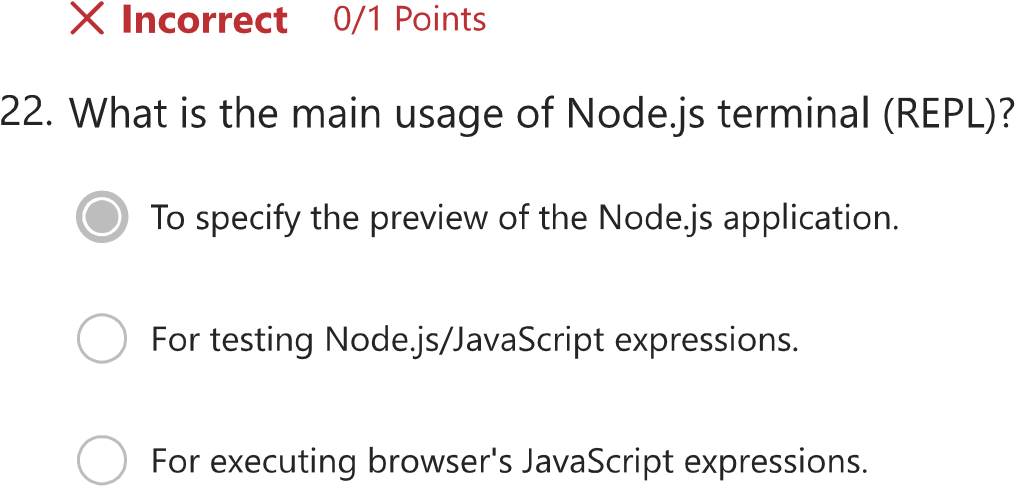 Incorrect 0/1 Points
22. What is the main usage of Node.js terminal (REPL)?
To specify the preview of the Node.js application.
For testing Node.js/JavaScript expressions.
For executing browser's JavaScript expressions.